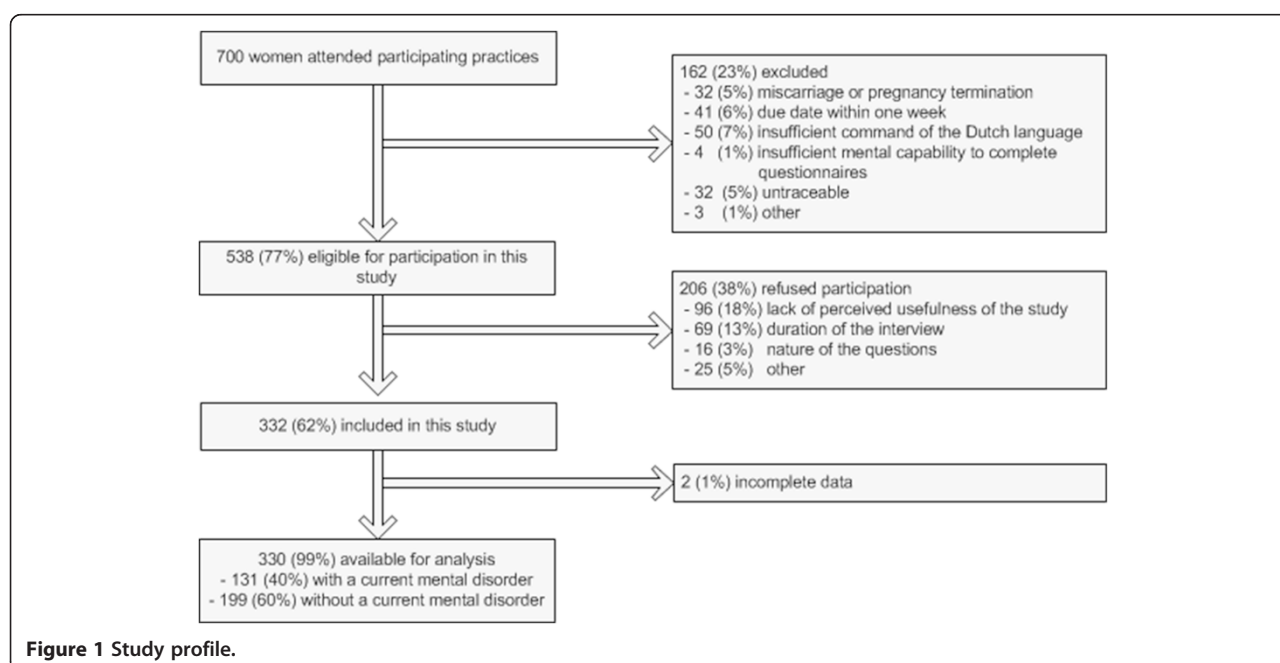 700 women attended participating practices
162 (23%) excluded
- 32 (5%) miscarriage or pregnancy termination
- 41 (6%) due date within one week
- 50 (7%) insufficient command of the Dutch language
- 4 (1%) insufficient mental capability to complete
questionnaires
- 32 (5%) untraceable
- 3 (1%) other
538 (77%) eligible for participation in this
study
206 (38%) refused participation
- 96 (18%) lack of perceived usefulness of the study
- 69 (13%) duration of the interview
- 16 (3%) nature of the questions
- 25 (5%) other
332 (62%) included in this study
2 (1%) incomplete data
330 (99%) available for analysis
- 131 (40%) with a current mental disorder
- 199 (60%) without a current mental disorder
Figure 1 Study profile.